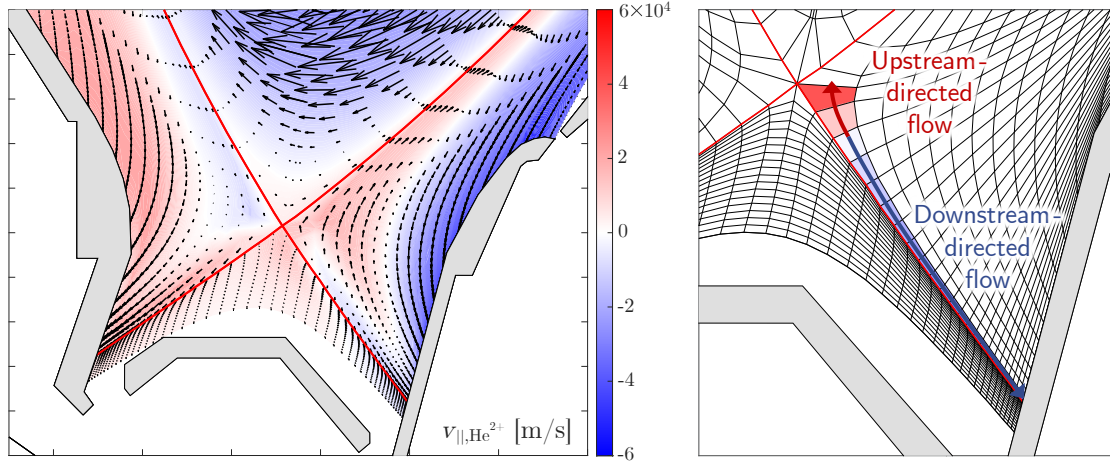 6×10⁴
4
2
0
-2
-4
-6
v||,He²⁺ [m/s]
Upstream-
directed
flow
Downstream-
directed
flow